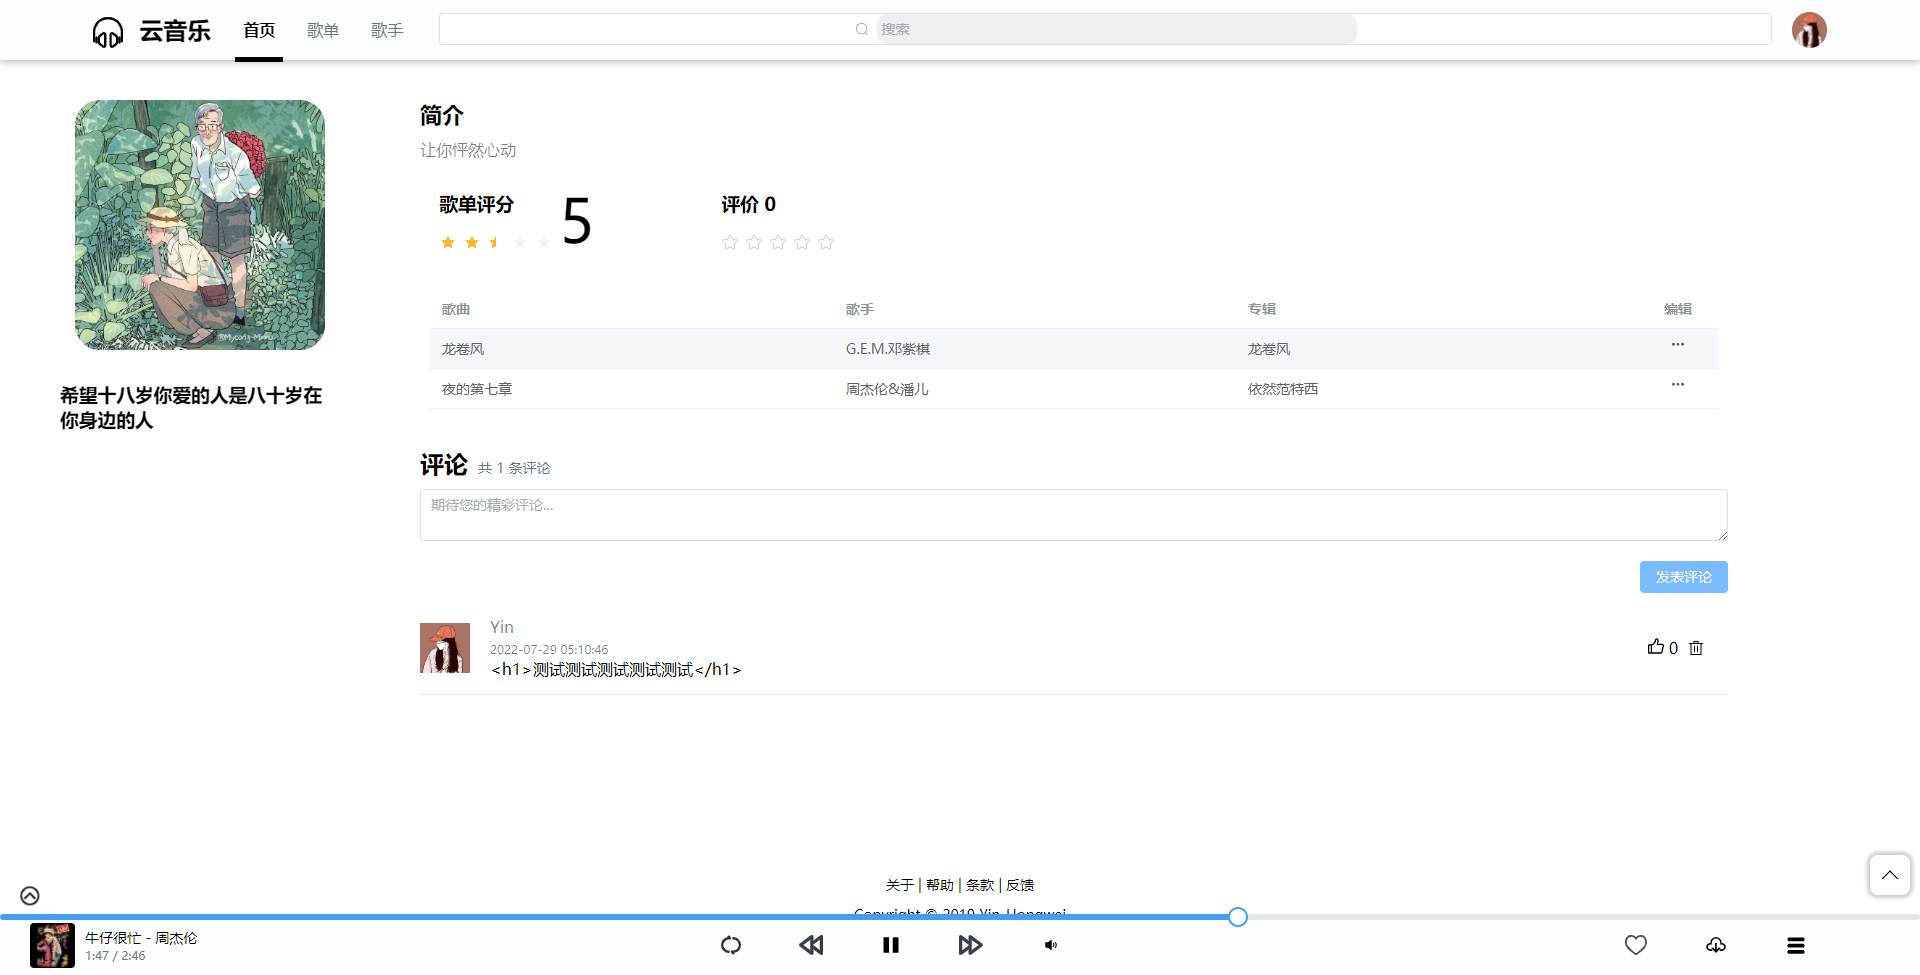 云音乐 首页 歌单 歌手 搜索
简介
让你怦然心动
歌单评分 5 评价 0
希望十八岁你爱的人是八十岁在
你身边的人
歌曲 歌手 专辑 编辑
龙卷风 G.E.M.邓紫棋 龙卷风
夜的第七章 周杰伦&潘儿 依然范特西
评论 共 1 条评论
期待您的精彩评论...
发表评论
Yin
2022-07-29 05:10:46
<h1>测试测试测试测试测试</h1>
0
关于 | 帮助 | 条款 | 反馈
Copyright © 2019 Yin-Hongwei
牛仔很忙 - 周杰伦
1:47 / 2:46